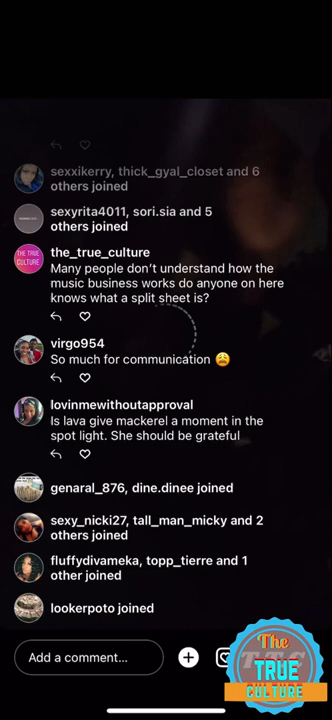 sexxikerry, thick_gyal_closet and 6
others joined
sexyrita4011, sori.sia and 5
others joined
THE TRUE
CULTURE
the_true_culture
Many people don't understand how the
music business works do anyone on here
knows what a split sheet is?
virgo954
So much for communication 😩
lovinmewithoutapproval
Is lava give mackerel a moment in the
spot light. She should be grateful
genaral_876, dine.dinee joined
sexy_nicki27, tall_man_micky and 2
others joined
fluffydivameka, topp_tierre and 1
other joined
lookerpoto joined
Add a comment...
The
T.T.C
TRUE
CULTURE